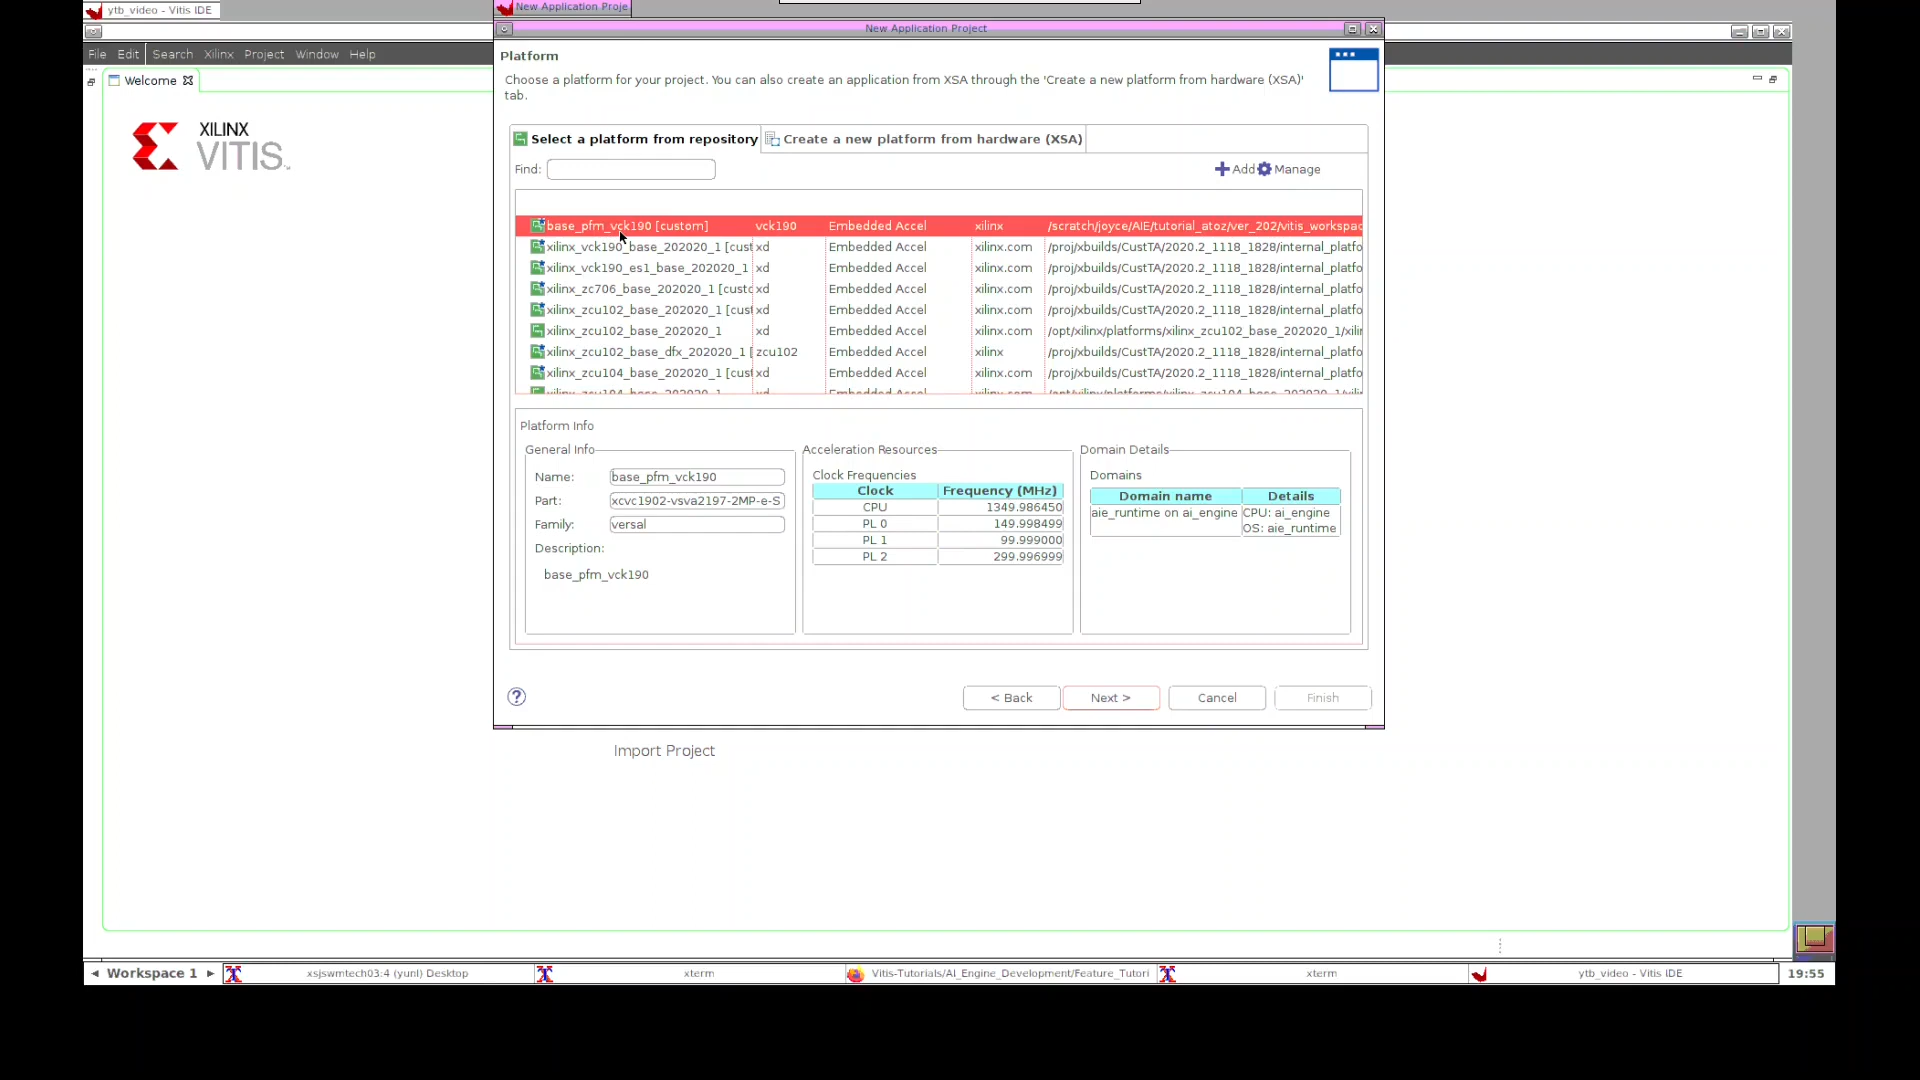 ytb_video - Vitis IDE
New Application Proje
New Application Project
File Edit Search Xilinx Project Window Help
Platform
Welcome
Choose a platform for your project. You can also create an application from XSA through the 'Create a new platform from hardware (XSA)'
tab.
XILINX
VITIS
Select a platform from repository
Create a new platform from hardware (XSA)
Find:
Add
Manage
base_pfm_vck190 [custom] vck190 Embedded Accel xilinx /scratch/joyce/AIE/tutorial_atoz/ver_202/vitis_workspac
xilinx_vck190_base_202020_1 [cust xd Embedded Accel xilinx.com /proj/xbuilds/CustTA/2020.2_1118_1828/internal_platfo
xilinx_vck190_es1_base_202020_1 xd Embedded Accel xilinx.com /proj/xbuilds/CustTA/2020.2_1118_1828/internal_platfo
xilinx_zc706_base_202020_1 [custo xd Embedded Accel xilinx.com /proj/xbuilds/CustTA/2020.2_1118_1828/internal_platfo
xilinx_zcu102_base_202020_1 [cust xd Embedded Accel xilinx.com /proj/xbuilds/CustTA/2020.2_1118_1828/internal_platfo
xilinx_zcu102_base_202020_1 xd Embedded Accel xilinx.com /opt/xilinx/platforms/xilinx_zcu102_base_202020_1/xilin
xilinx_zcu102_base_dfx_202020_1 [ zcu102 Embedded Accel xilinx /proj/xbuilds/CustTA/2020.2_1118_1828/internal_platfo
xilinx_zcu104_base_202020_1 [cust xd Embedded Accel xilinx.com /proj/xbuilds/CustTA/2020.2_1118_1828/internal_platfo
Platform Info
General Info
Name: base_pfm_vck190
Part: xcvc1902-vsva2197-2MP-e-S
Family: versal
Description:
base_pfm_vck190
Acceleration Resources
Clock Frequencies
Clock Frequency (MHz)
CPU 1349.986450
PL 0 149.998499
PL 1 99.999000
PL 2 299.996999
Domain Details
Domains
Domain name Details
aie_runtime on ai_engine CPU: ai_engine
OS: aie_runtime
?
< Back
Next >
Cancel
Finish
Import Project
Workspace 1
xsjswmtech03:4 (yunl) Desktop
xterm
Vitis-Tutorials/AI_Engine_Development/Feature_Tutori
xterm
ytb_video - Vitis IDE
19:55